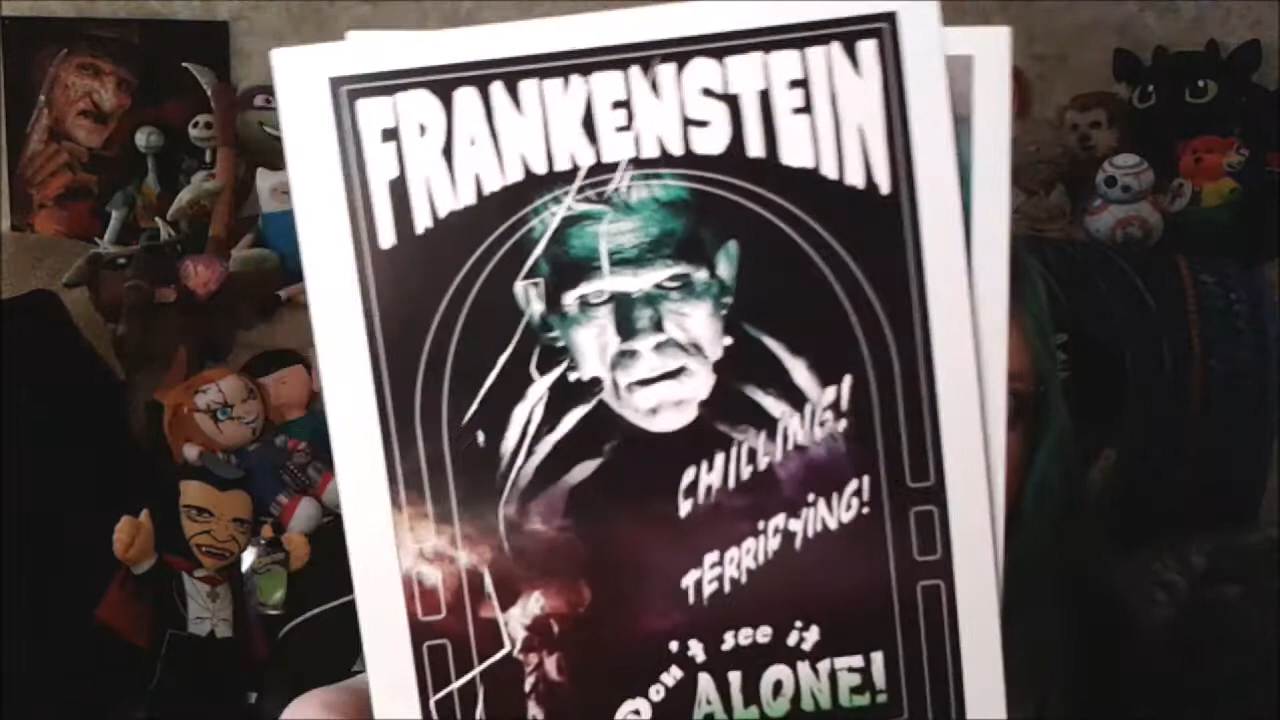 FRANKENSTEIN
CHILLING!
TERRIFYING!
Don't see it
ALONE!